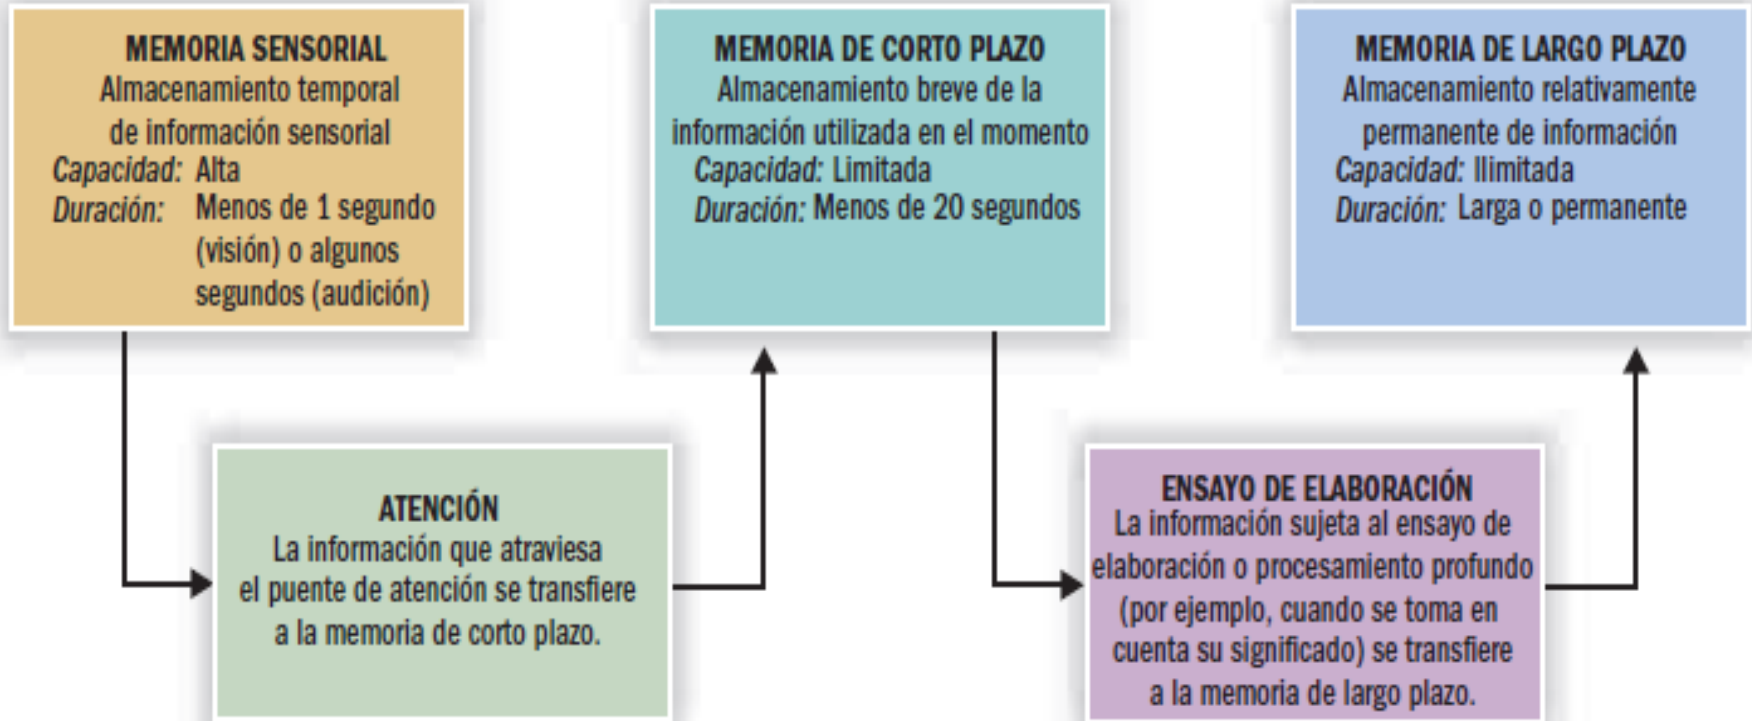 MEMORIA SENSORIAL
Almacenamiento temporal
de información sensorial
Capacidad: Alta
Duración: Menos de 1 segundo
(visión) o algunos
segundos (audición)
MEMORIA DE CORTO PLAZO
Almacenamiento breve de la
información utilizada en el momento
Capacidad: Limitada
Duración: Menos de 20 segundos
MEMORIA DE LARGO PLAZO
Almacenamiento relativamente
permanente de información
Capacidad: Ilimitada
Duración: Larga o permanente
ATENCIÓN
La información que atraviesa
el puente de atención se transfiere
a la memoria de corto plazo.
ENSAYO DE ELABORACIÓN
La información sujeta al ensayo de
elaboración o procesamiento profundo
(por ejemplo, cuando se toma en
cuenta su significado) se transfiere
a la memoria de largo plazo.